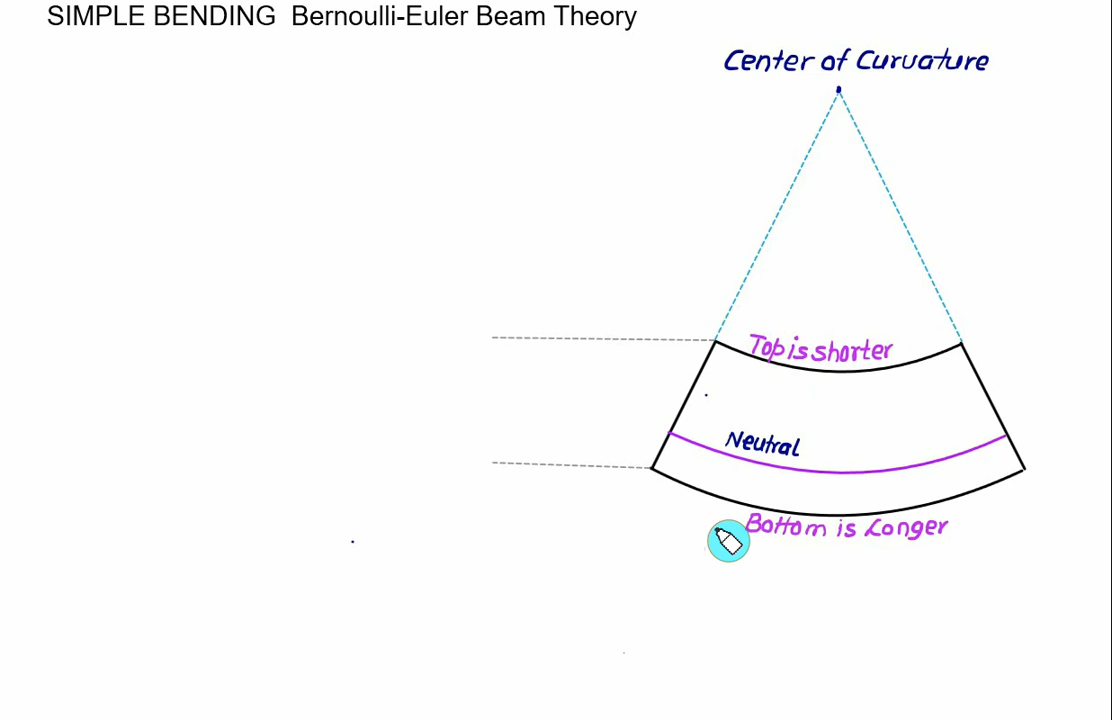 SIMPLE BENDING  Bernoulli-Euler Beam Theory
Center of Curvature
Top is shorter
Neutral
Bottom is Longer